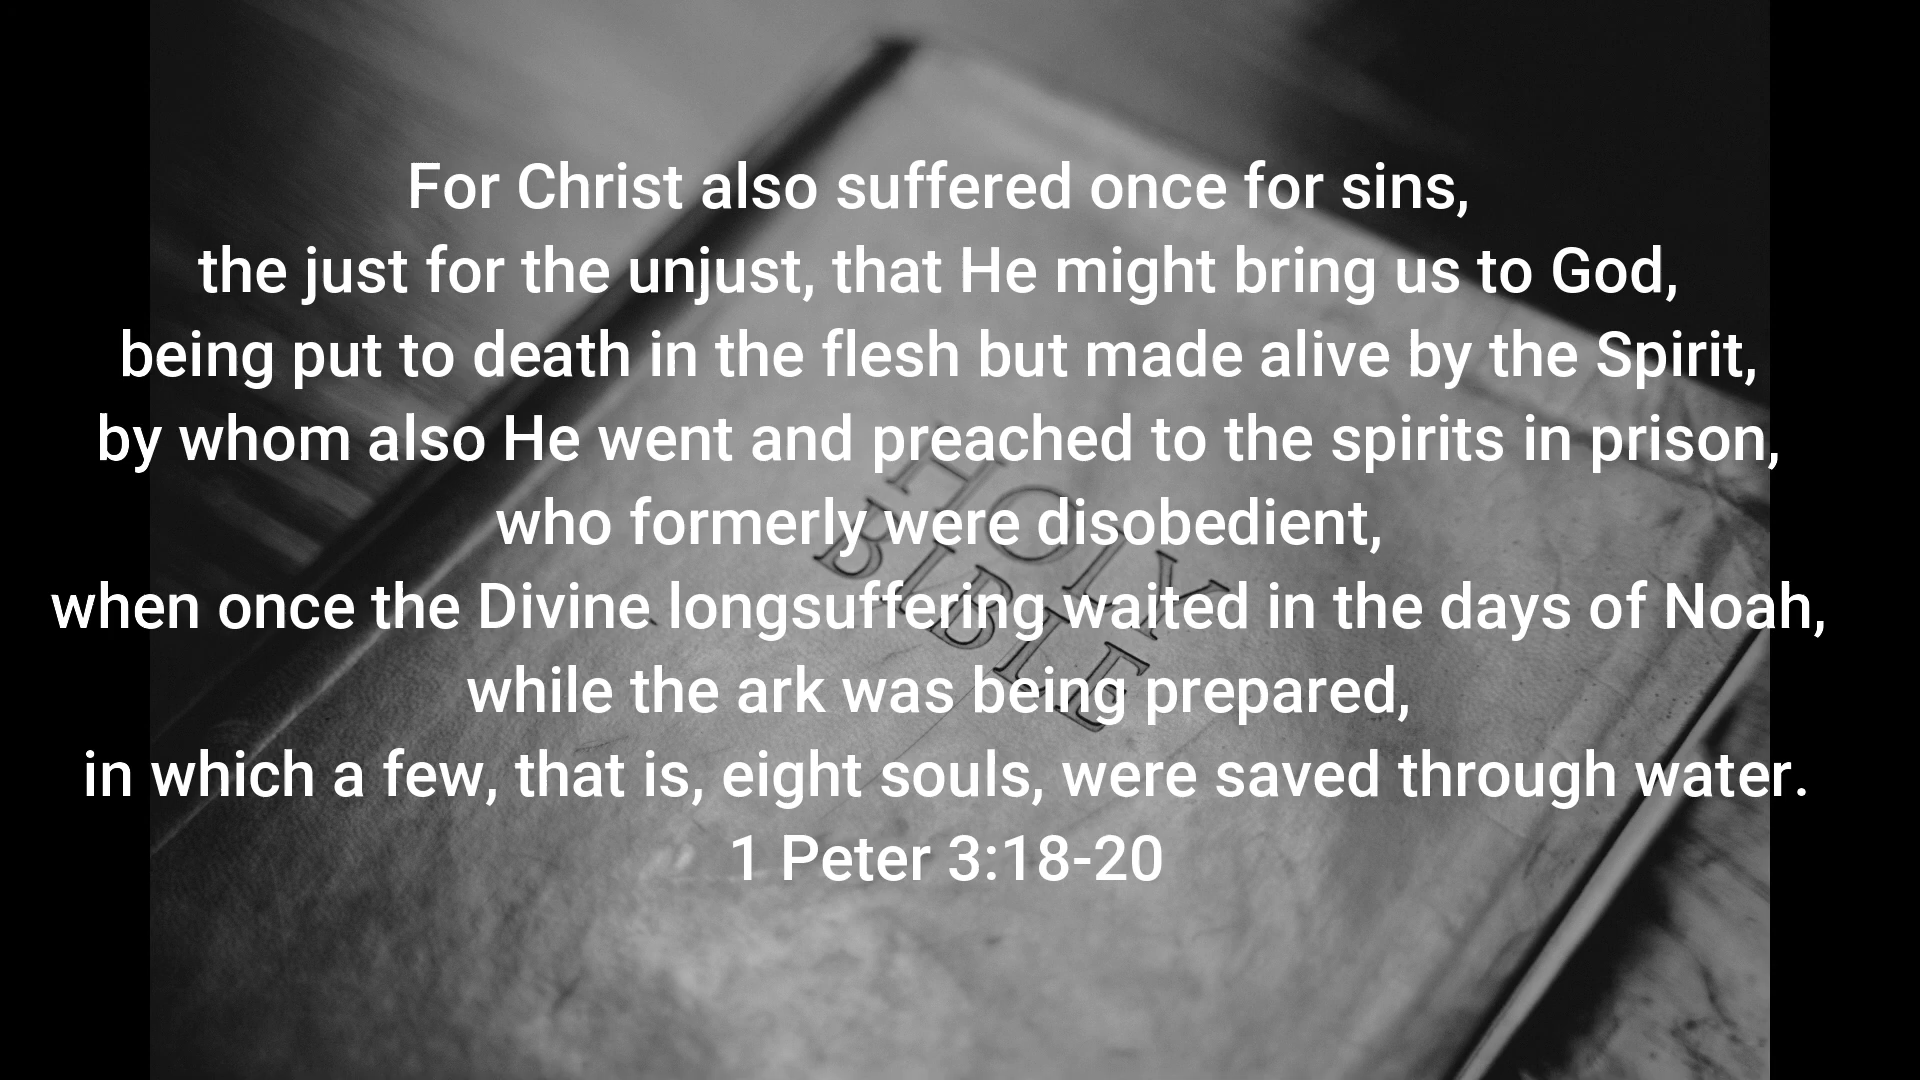 For Christ also suffered once for sins,
the just for the unjust, that He might bring us to God,
being put to death in the flesh but made alive by the Spirit,
by whom also He went and preached to the spirits in prison,
who formerly were disobedient,
when once the Divine longsuffering waited in the days of Noah,
while the ark was being prepared,
in which a few, that is, eight souls, were saved through water.
1 Peter 3:18-20
HOLY
BIBLE